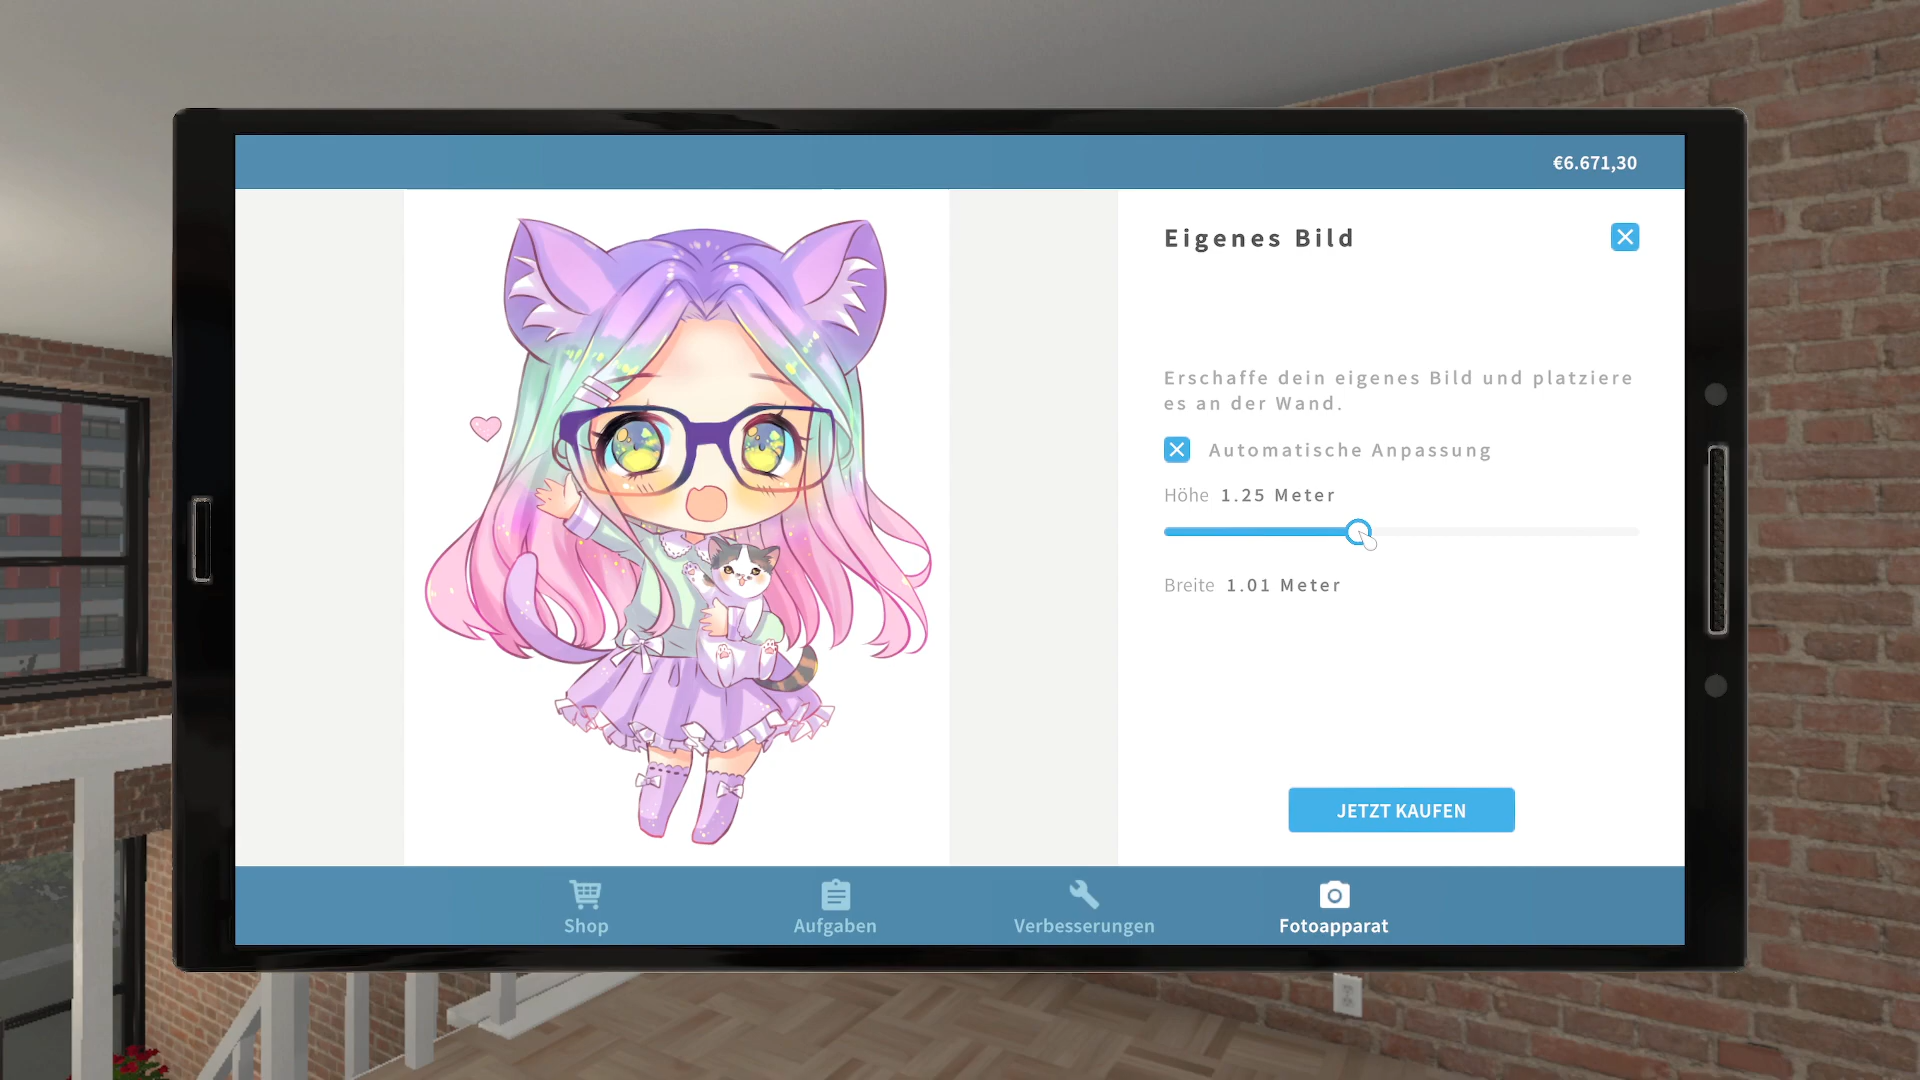 €6.671,30
Eigenes Bild
Erschaffe dein eigenes Bild und platziere
es an der Wand.
Automatische Anpassung
Höhe 1.25 Meter
Breite 1.01 Meter
JETZT KAUFEN
Shop
Aufgaben
Verbesserungen
Fotoapparat